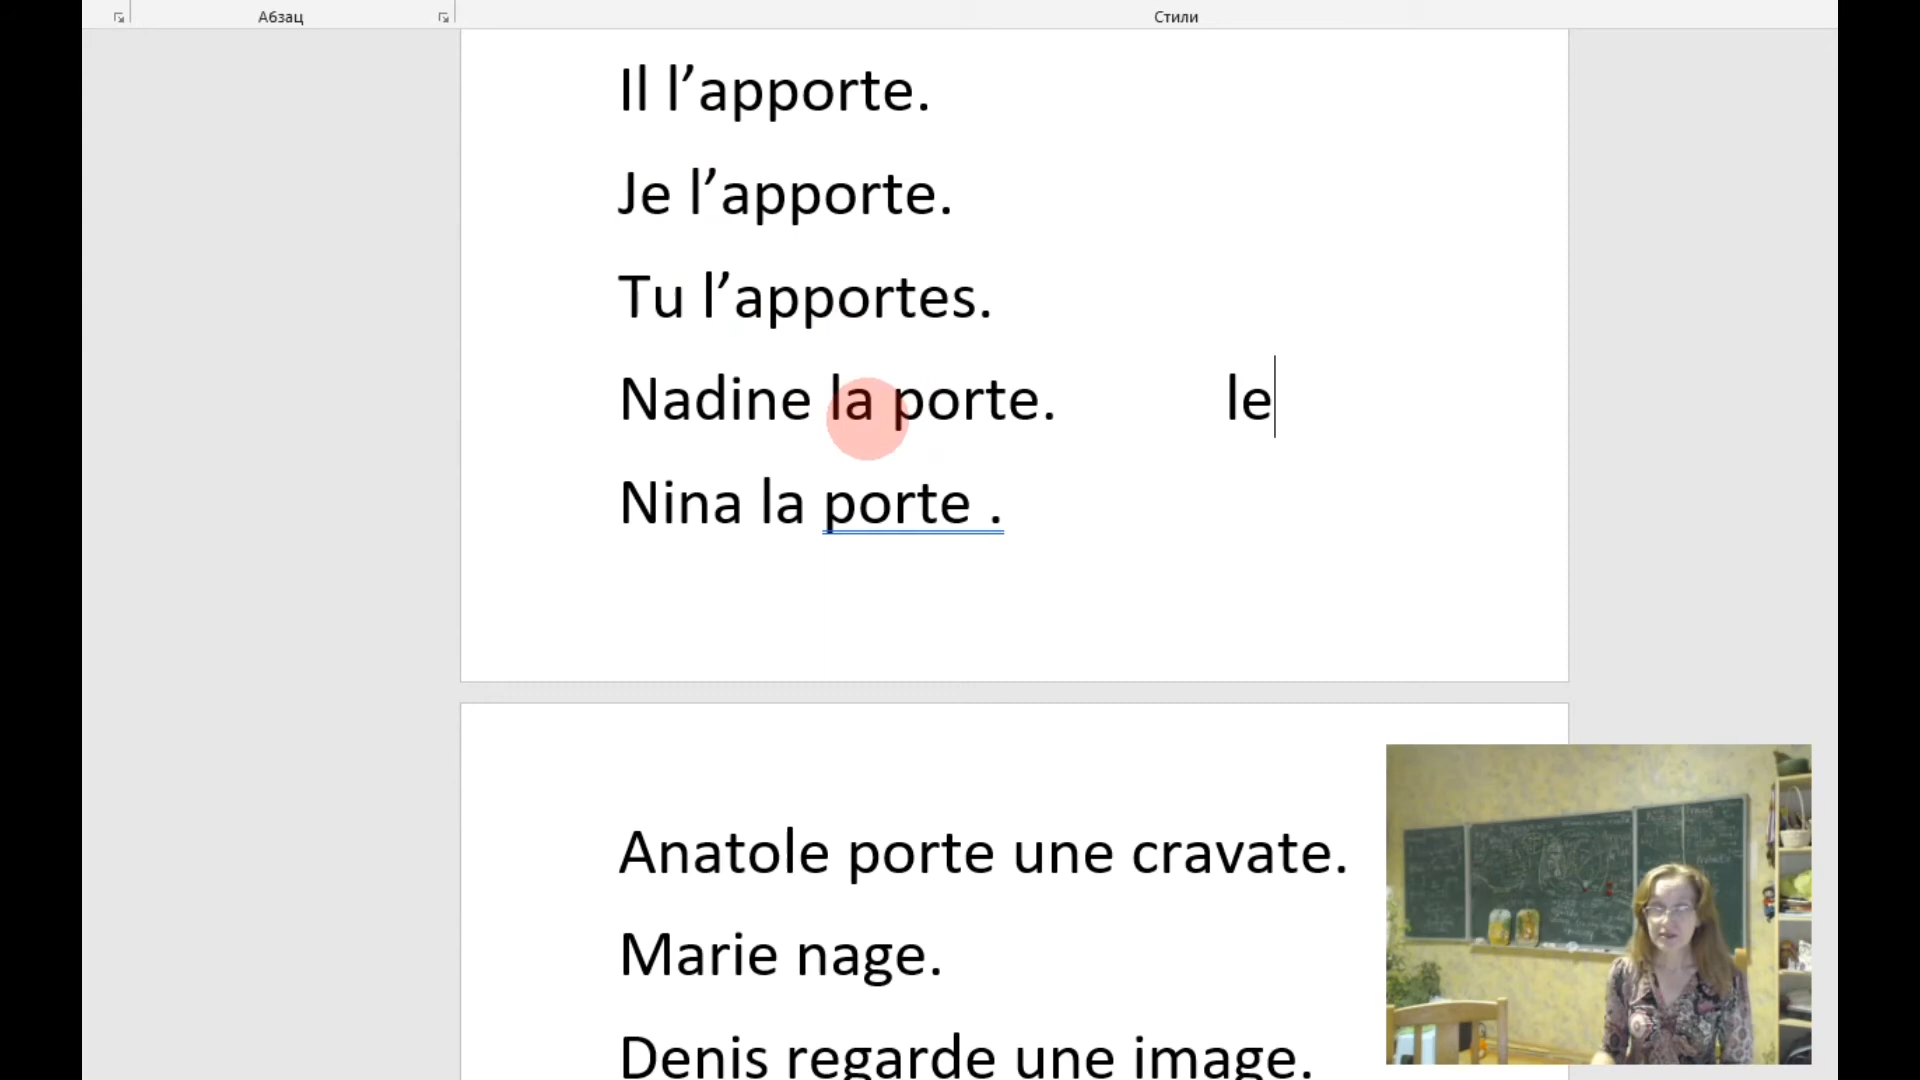 Абзац Стили
Il l’apporte.
Je l’apporte.
Tu l’apportes.
Nadine la porte. le
Nina la porte .
Anatole porte une cravate.
Marie nage.
Denis regarde une image.